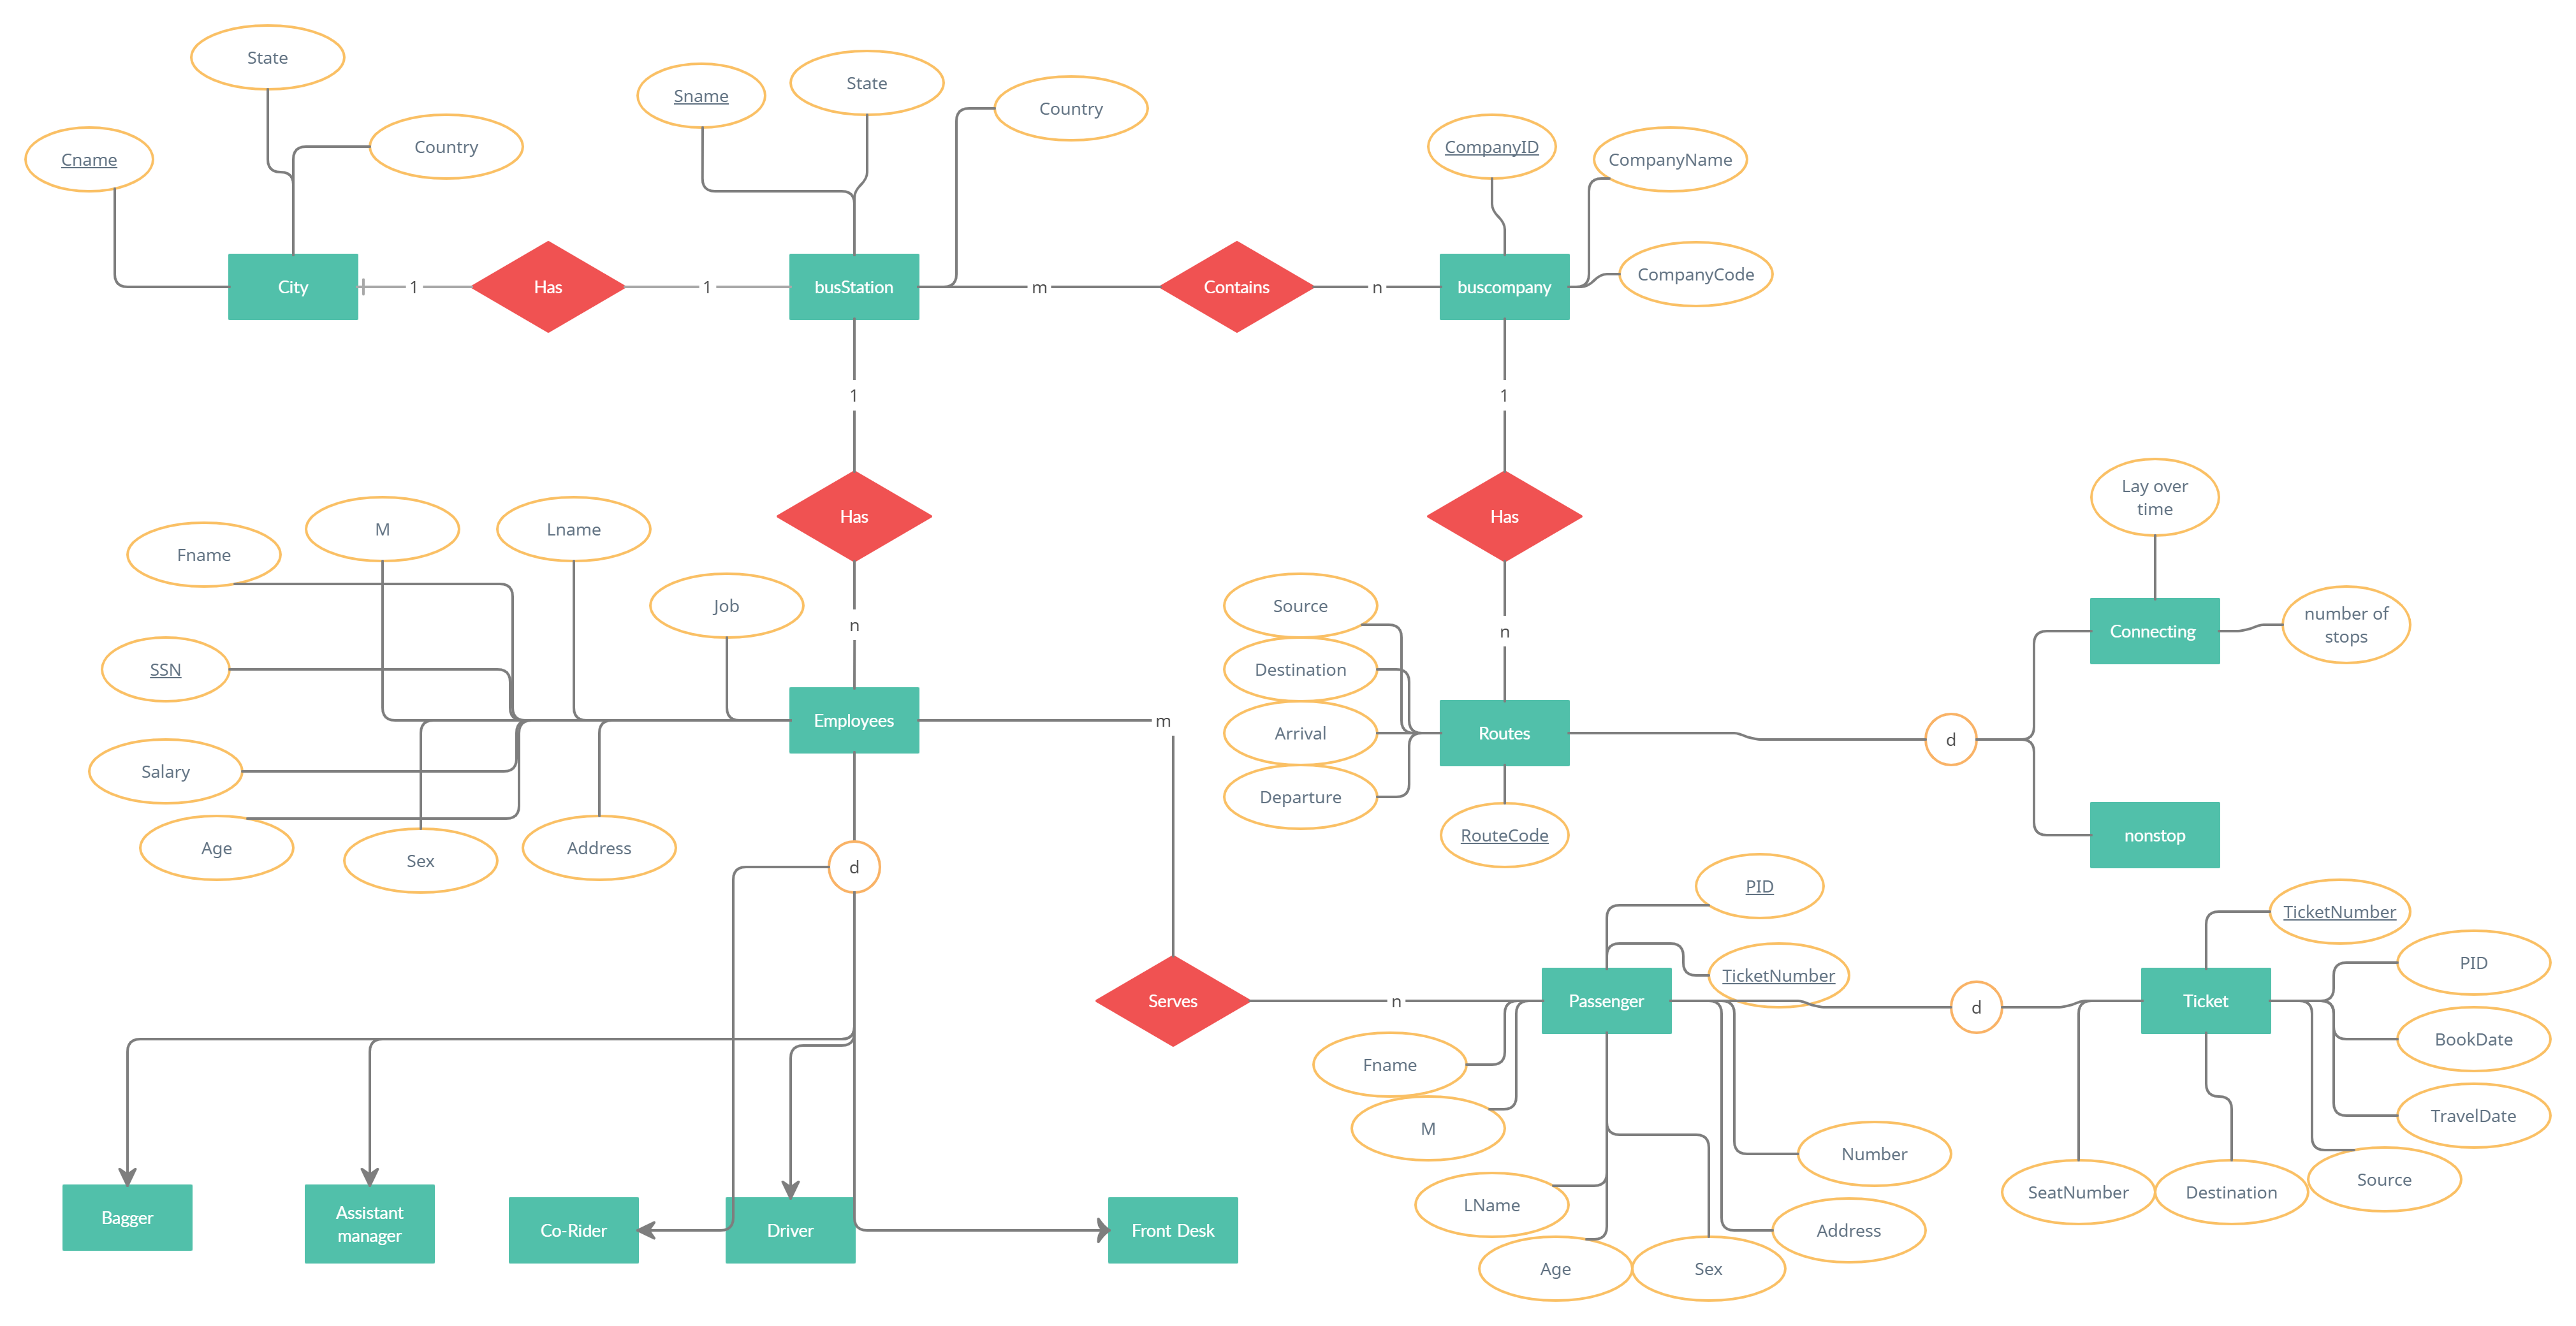 State
Sname
State
Country
Cname
Country
CompanyID
CompanyName
CompanyCode
City
1
Has
1
busStation
m
Contains
n
buscompany
1
1
Has
Has
Lay over
time
Fname
M
Lname
Job
n
Source
n
Connecting
number of
stops
SSN
Destination
Employees
m
Arrival
Routes
d
Salary
Departure
Age
Sex
Address
RouteCode
nonstop
d
PID
TicketNumber
TicketNumber
PID
Serves
n
Passenger
d
Ticket
Fname
BookDate
M
TravelDate
Number
LName
SeatNumber
Destination
Source
Address
Age
Sex
Bagger
Assistant
manager
Co-Rider
Driver
Front Desk